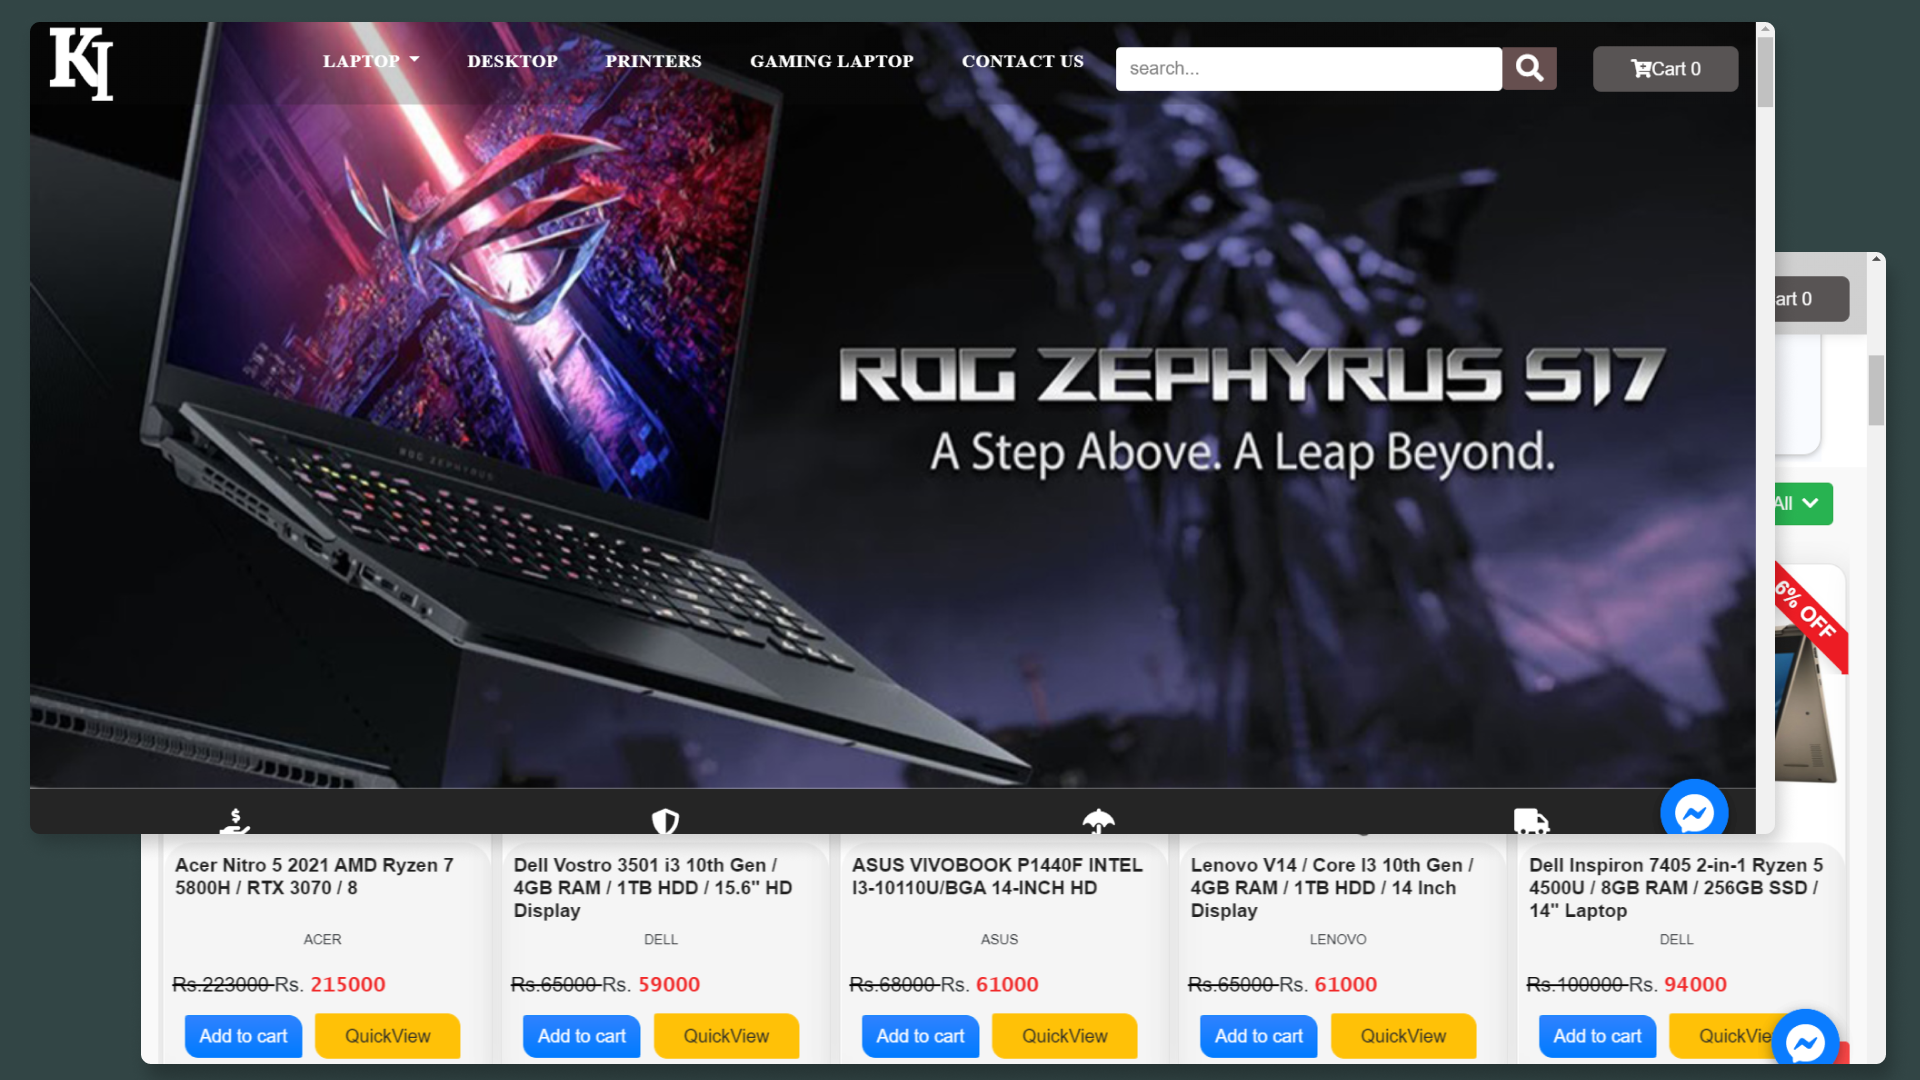 KI
LAPTOP
DESKTOP
PRINTERS
GAMING LAPTOP
CONTACT US
search...
Cart 0
ROG ZEPHYRUS S17
A Step Above. A Leap Beyond.
ROG ZEPHYRUS
art 0
All
6% OFF
Acer Nitro 5 2021 AMD Ryzen 7
5800H / RTX 3070 / 8
ACER
Rs.223000 Rs. 215000
Add to cart
QuickView
Dell Vostro 3501 i3 10th Gen /
4GB RAM / 1TB HDD / 15.6" HD
Display
DELL
Rs.65000 Rs. 59000
Add to cart
QuickView
ASUS VIVOBOOK P1440F INTEL
I3-10110U/BGA 14-INCH HD
ASUS
Rs.68000 Rs. 61000
Add to cart
QuickView
Lenovo V14 / Core I3 10th Gen /
4GB RAM / 1TB HDD / 14 Inch
Display
LENOVO
Rs.65000 Rs. 61000
Add to cart
QuickView
Dell Inspiron 7405 2-in-1 Ryzen 5
4500U / 8GB RAM / 256GB SSD /
14" Laptop
DELL
Rs.100000 Rs. 94000
Add to cart
QuickVie